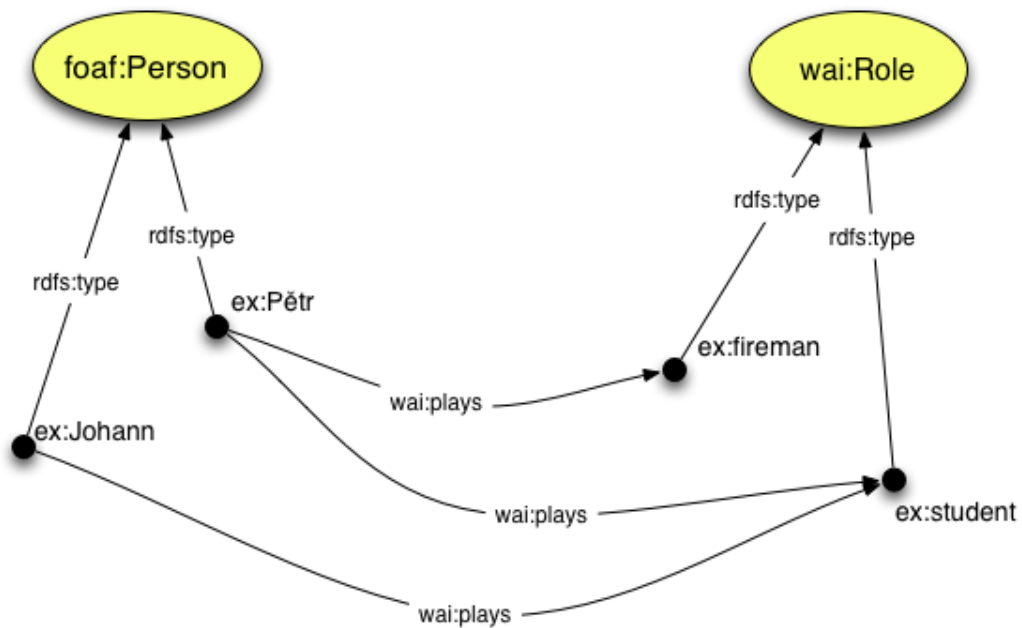 foaf:Person
wai:Role
rdfs:type
rdfs:type
rdfs:type
rdfs:type
ex:Pětr
ex:fireman
wai:plays
ex:Johann
wai:plays
ex:student
wai:plays